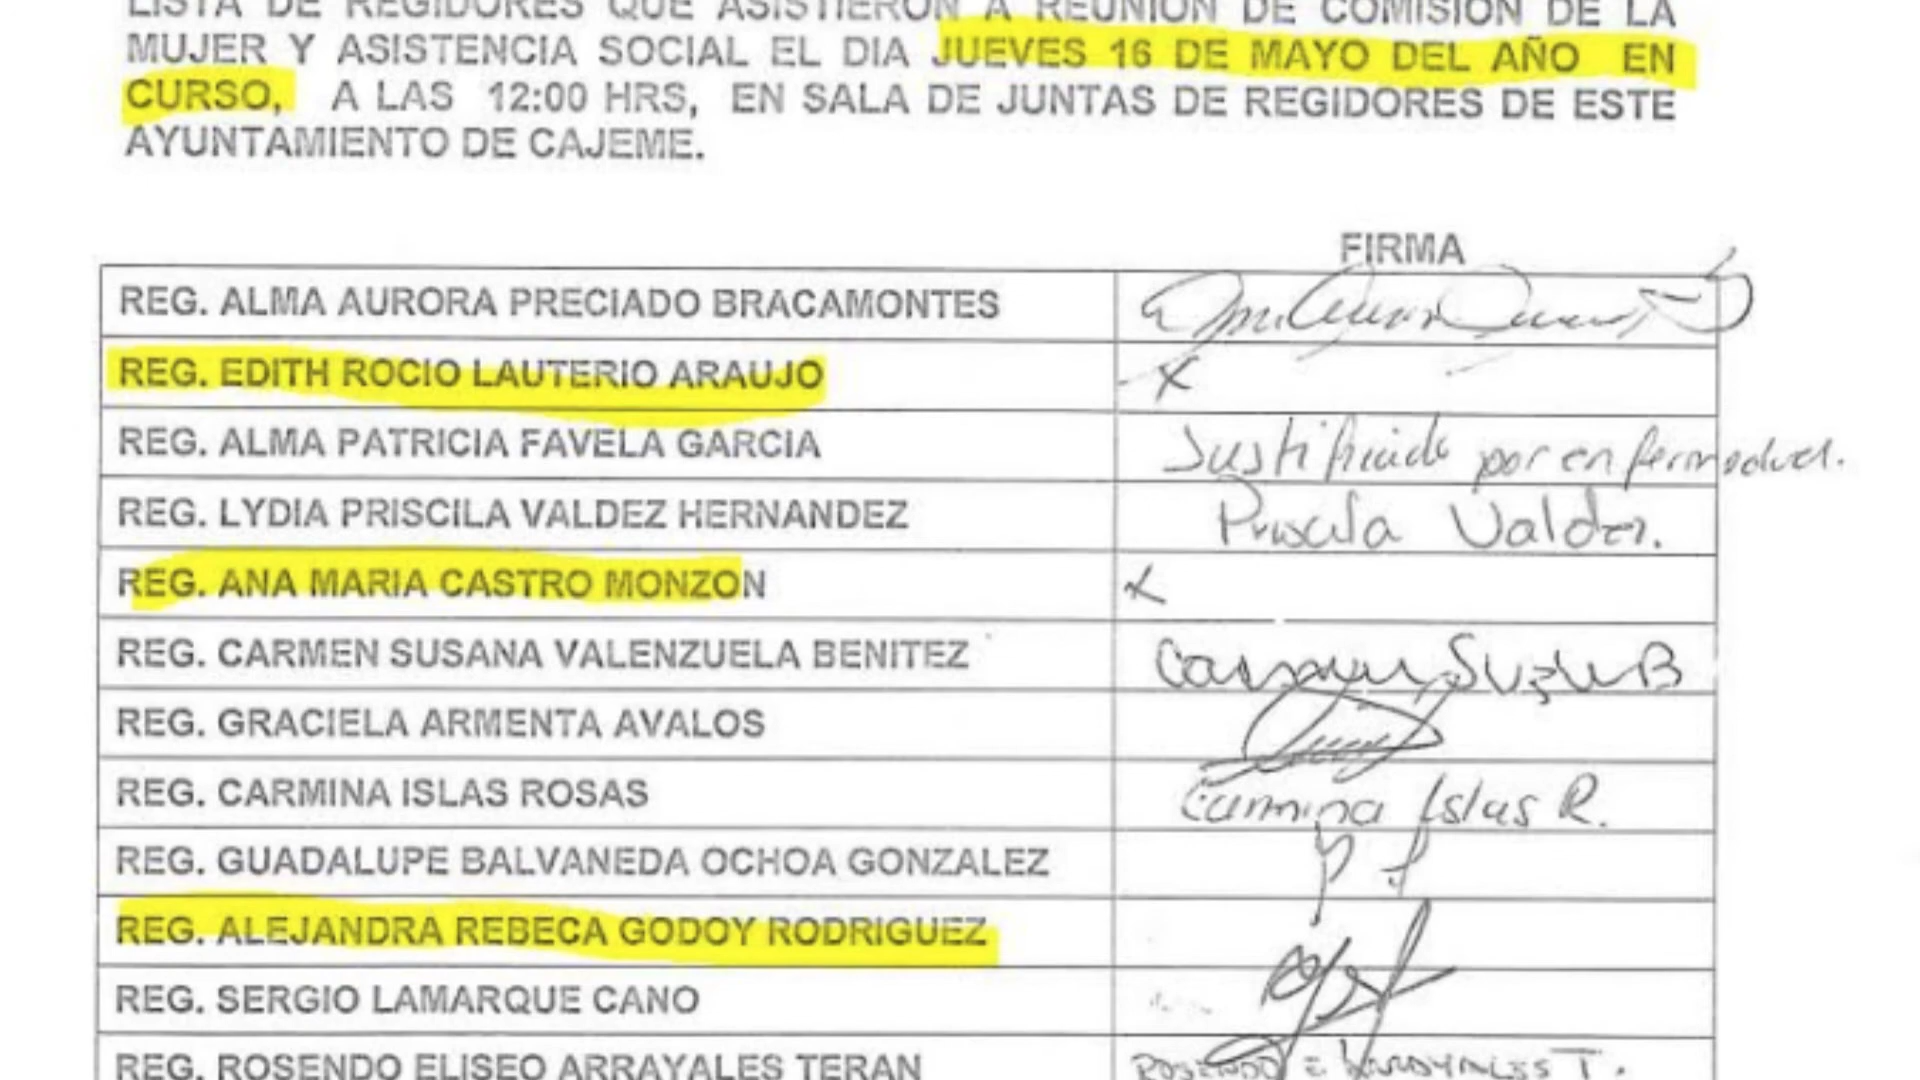 LISTA DE REGIDORES QUE ASISTIERON A REUNION DE COMISION DE LA
MUJER Y ASISTENCIA SOCIAL EL DIA JUEVES 16 DE MAYO DEL AÑO EN
CURSO, A LAS 12:00 HRS, EN SALA DE JUNTAS DE REGIDORES DE ESTE
AYUNTAMIENTO DE CAJEME.
FIRMA
REG. ALMA AURORA PRECIADO BRACAMONTES
REG. EDITH ROCIO LAUTERIO ARAUJO X
REG. ALMA PATRICIA FAVELA GARCIA Justificado por enfermedad.
REG. LYDIA PRISCILA VALDEZ HERNANDEZ Priscila Valdez.
REG. ANA MARIA CASTRO MONZON X
REG. CARMEN SUSANA VALENZUELA BENITEZ
REG. GRACIELA ARMENTA AVALOS
REG. CARMINA ISLAS ROSAS Carmina Islas R.
REG. GUADALUPE BALVANEDA OCHOA GONZALEZ
REG. ALEJANDRA REBECA GODOY RODRIGUEZ
REG. SERGIO LAMARQUE CANO
REG. ROSENDO ELISEO ARRAYALES TERAN ROSENDO E ARRAYALES T.